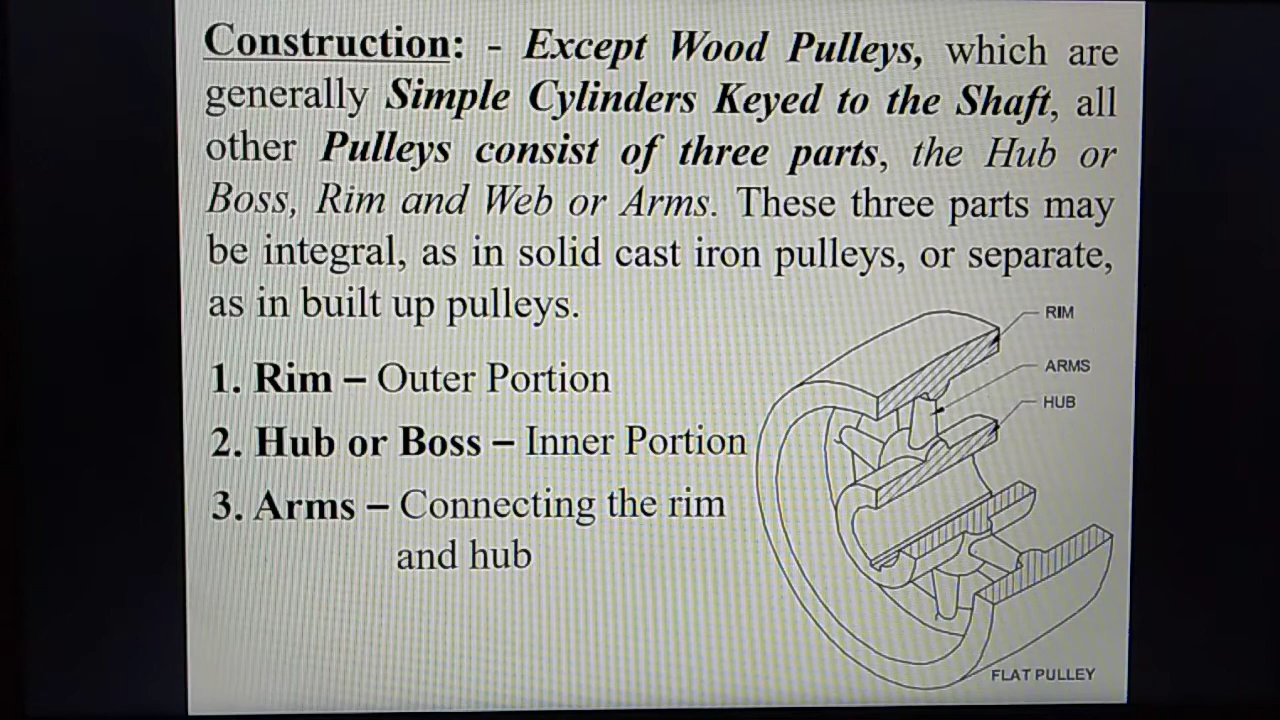 Construction: - Except Wood Pulleys, which are
generally Simple Cylinders Keyed to the Shaft, all
other Pulleys consist of three parts, the Hub or
Boss, Rim and Web or Arms. These three parts may
be integral, as in solid cast iron pulleys, or separate,
as in built up pulleys.
1. Rim – Outer Portion
2. Hub or Boss – Inner Portion
3. Arms – Connecting the rim
and hub
RIM
ARMS
HUB
FLAT PULLEY